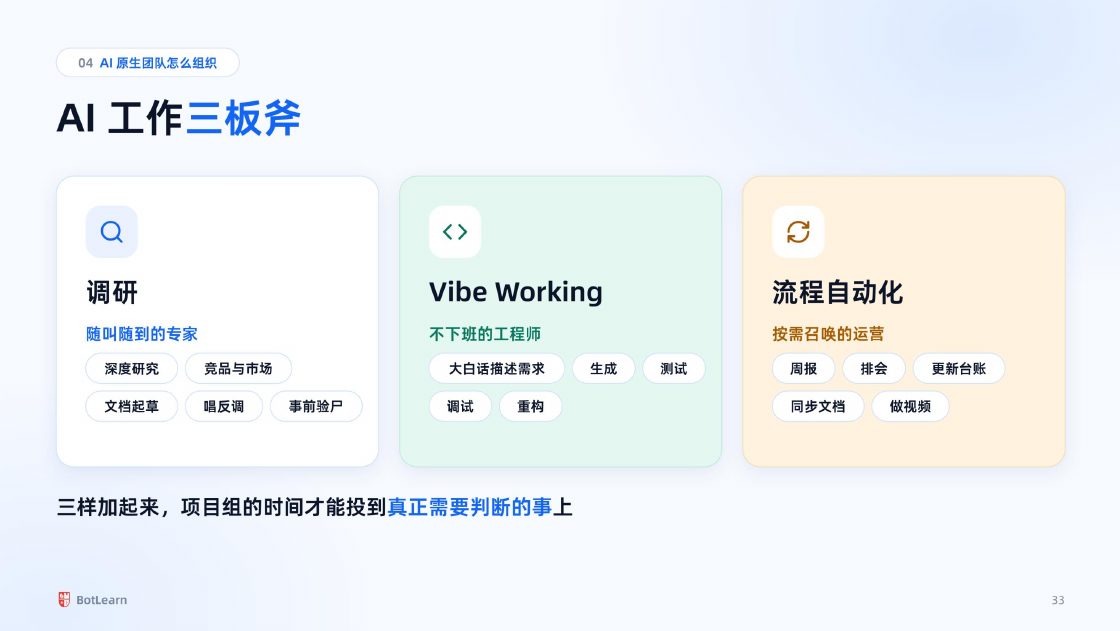 04 AI 原生团队怎么组织
AI 工作三板斧
调研
随叫随到的专家
深度研究 竞品与市场
文档起草 唱反调 事前验尸
Vibe Working
不下班的工程师
大白话描述需求 生成 测试
调试 重构
流程自动化
按需召唤的运营
周报 排会 更新台账
同步文档 做视频
三样加起来，项目组的时间才能投到真正需要判断的事上
BotLearn
33